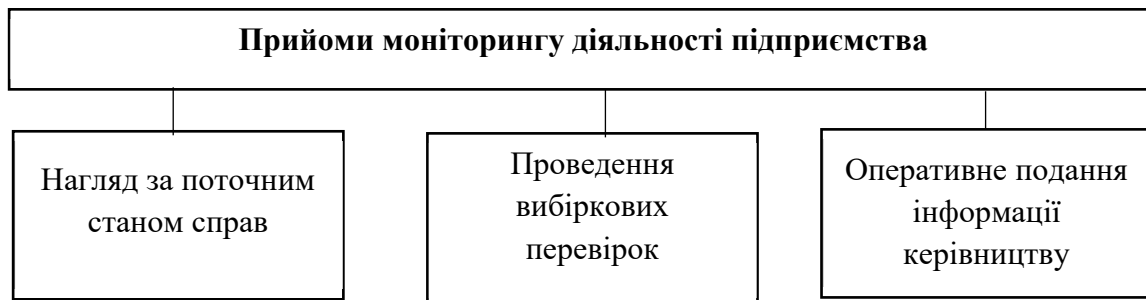 Прийоми моніторингу діяльності підприємства
Нагляд за поточним
станом справ
Проведення
вибіркових
перевірок
Оперативне подання
інформації
керівництву